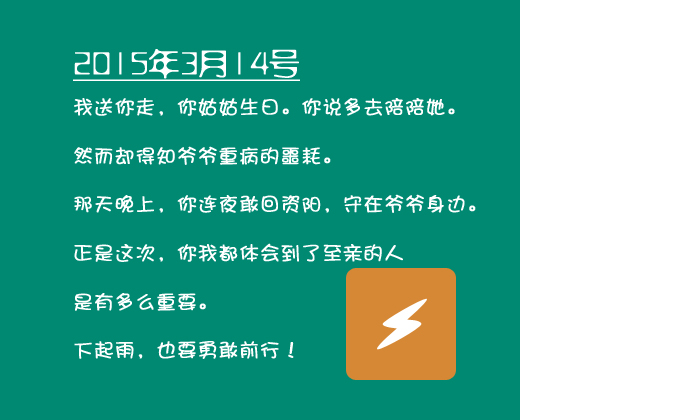 2015年3月14号
我送你走，你姑姑生日。你说多去陪陪她。
然而却得知爷爷重病的噩耗。
那天晚上，你连夜敢回资阳，守在爷爷身边。
正是这次，你我都体会到了至亲的人
是有多么重要。
下起雨，也要勇敢前行！